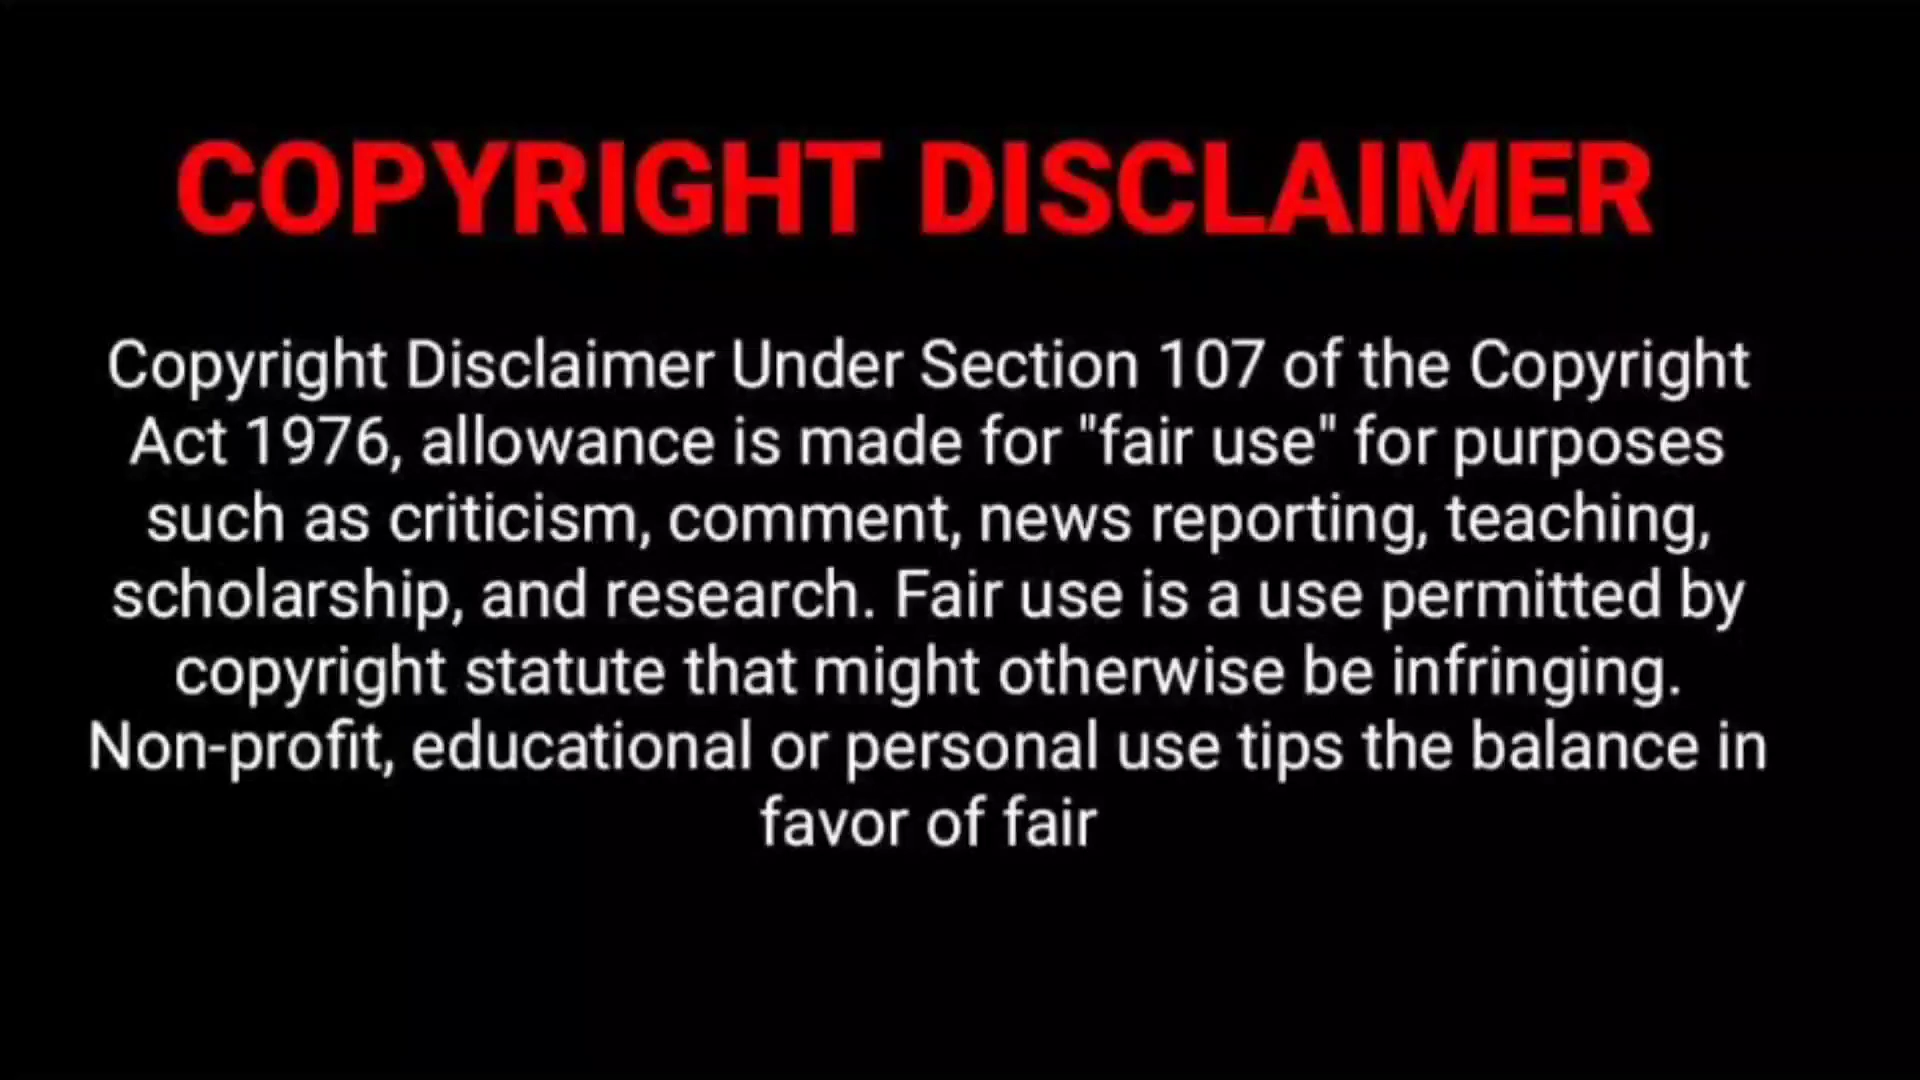 COPYRIGHT DISCLAIMER
Copyright Disclaimer Under Section 107 of the Copyright
Act 1976, allowance is made for "fair use" for purposes
such as criticism, comment, news reporting, teaching,
scholarship, and research. Fair use is a use permitted by
copyright statute that might otherwise be infringing.
Non-profit, educational or personal use tips the balance in
favor of fair